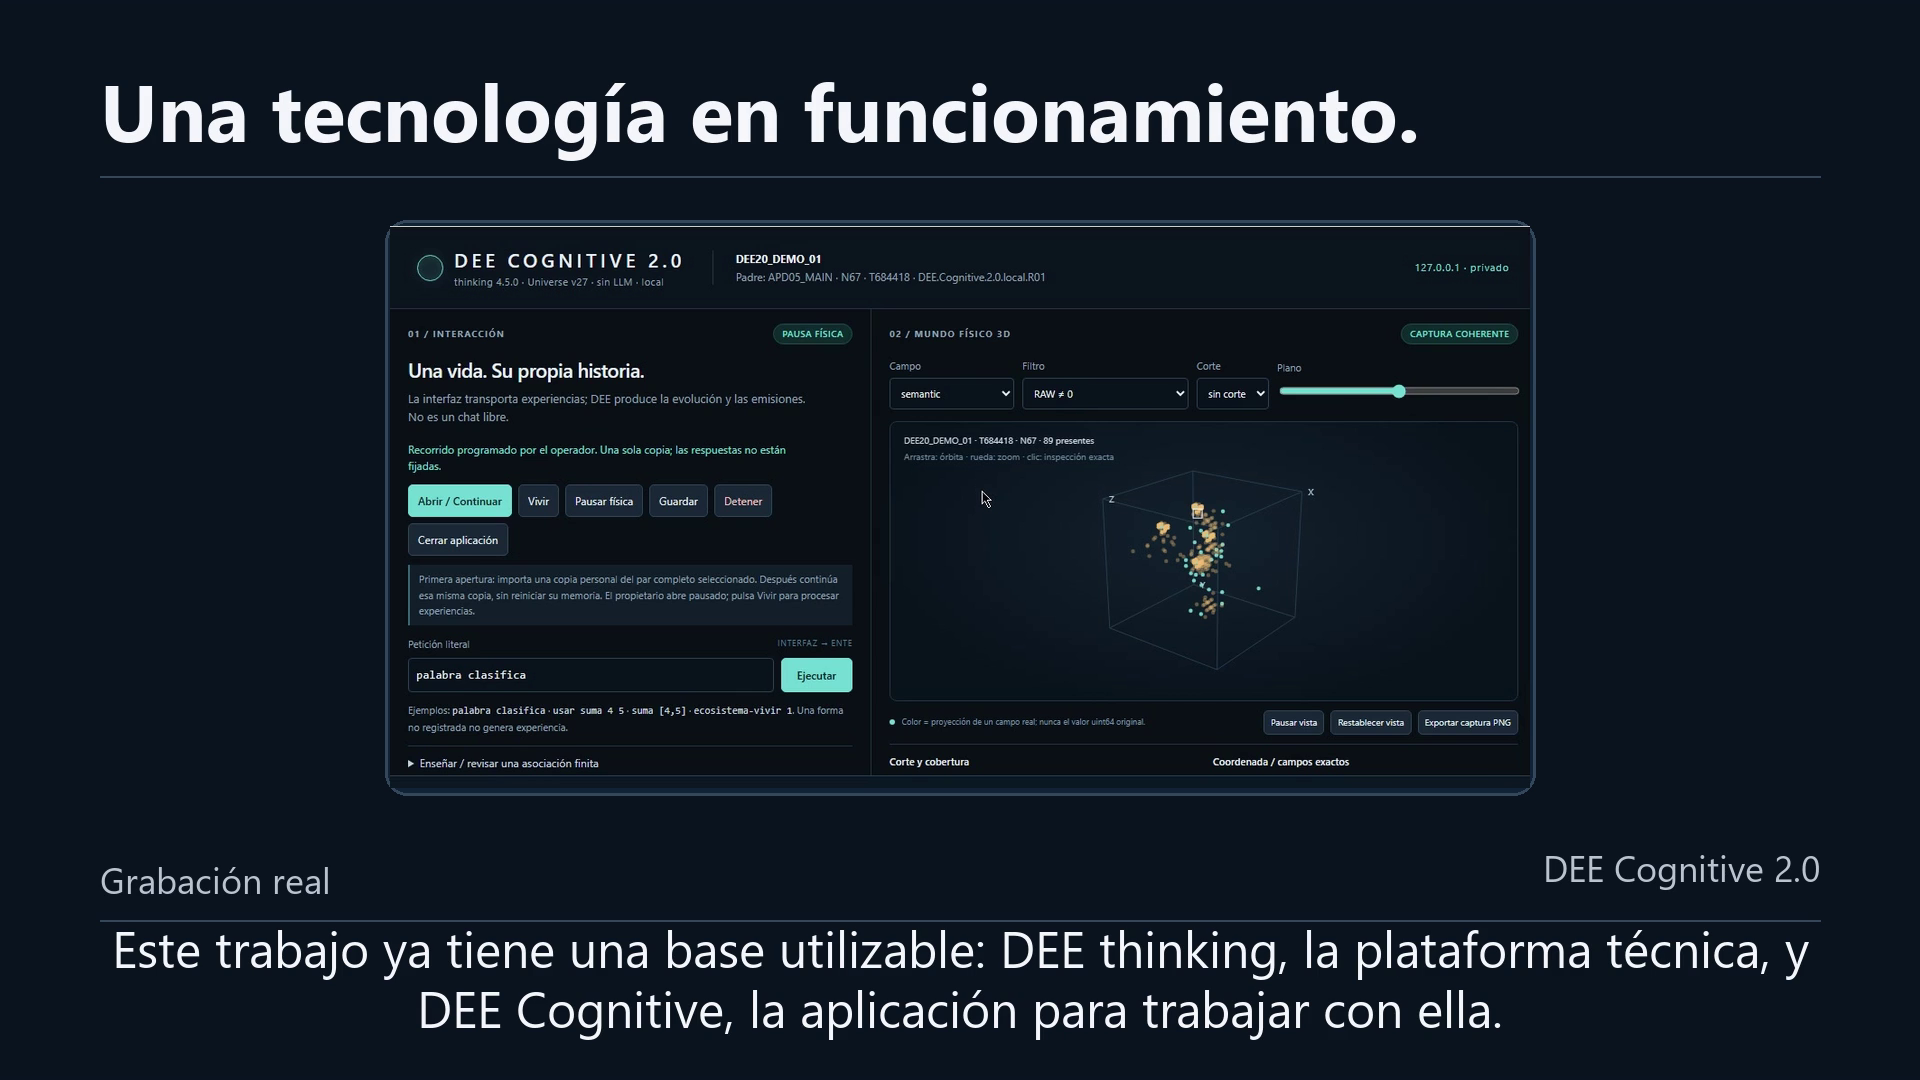 Una tecnología en funcionamiento.
DEE COGNITIVE 2.0
thinking 4.5.0 · Universe v27 · sin LLM · local
DEE20_DEMO_01
Padre: APD05_MAIN · N67 · T684418 · DEE.Cognitive.2.0.local.R01
127.0.0.1 · privado
01 / INTERACCIÓN
PAUSA FÍSICA
Una vida. Su propia historia.
La interfaz transporta experiencias; DEE produce la evolución y las emisiones.
No es un chat libre.
Recorrido programado por el operador. Una sola copia; las respuestas no están
fijadas.
Abrir / Continuar
Vivir
Pausar física
Guardar
Detener
Cerrar aplicación
Primera apertura: importa una copia personal del par completo seleccionado. Después continúa
esa misma copia, sin reiniciar su memoria. El propietario abre pausado; pulsa Vivir para procesar
experiencias.
Petición literal
INTERFAZ → ENTE
palabra clasifica
Ejecutar
Ejemplos: palabra clasifica · usar suma 4 5 · suma [4,5] · ecosistema-vivir 1. Una forma
no registrada no genera experiencia.
▶ Enseñar / revisar una asociación finita
02 / MUNDO FÍSICO 3D
CAPTURA COHERENTE
Campo
Filtro
Corte
Plano
semantic
RAW ≠ 0
sin corte
DEE20_DEMO_01 · T684418 · N67 · 89 presentes
Arrastra: órbita · rueda: zoom · clic: inspección exacta
Z
X
Y
Color = proyección de un campo real; nunca el valor uint64 original.
Pausar vista
Restablecer vista
Exportar captura PNG
Corte y cobertura
Coordenada / campos exactos
Grabación real
DEE Cognitive 2.0
Este trabajo ya tiene una base utilizable: DEE thinking, la plataforma técnica, y
DEE Cognitive, la aplicación para trabajar con ella.